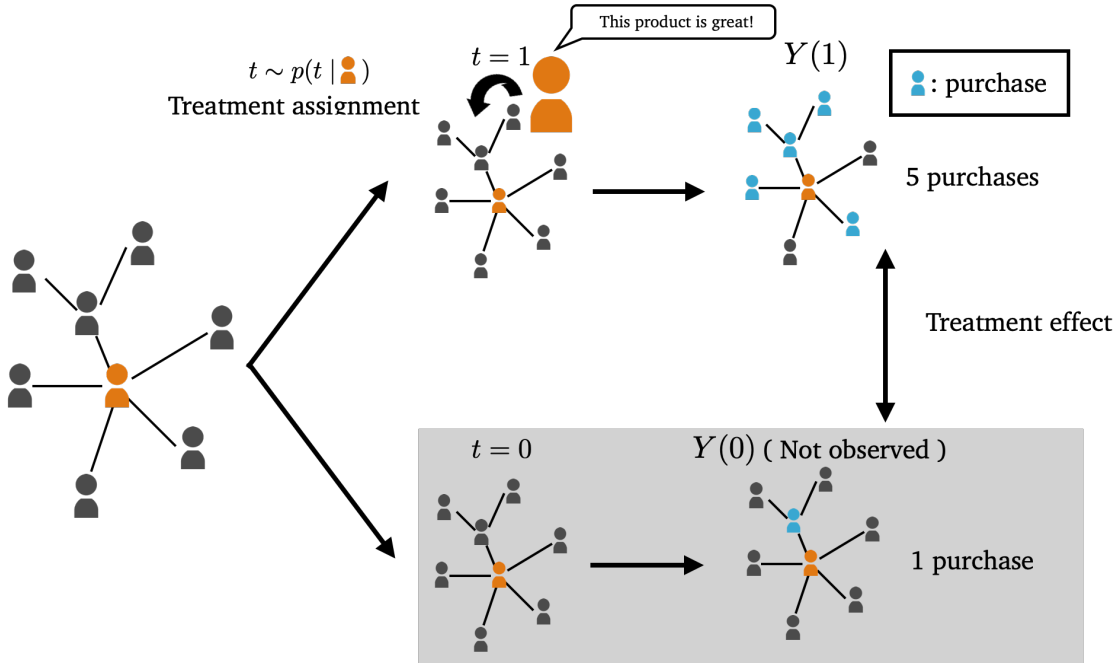 This product is great!
t = 1
Y(1)
t ∼ p(t | )
Treatment assignment
: purchase
5 purchases
Treatment effect
t = 0
Y(0) ( Not observed )
1 purchase